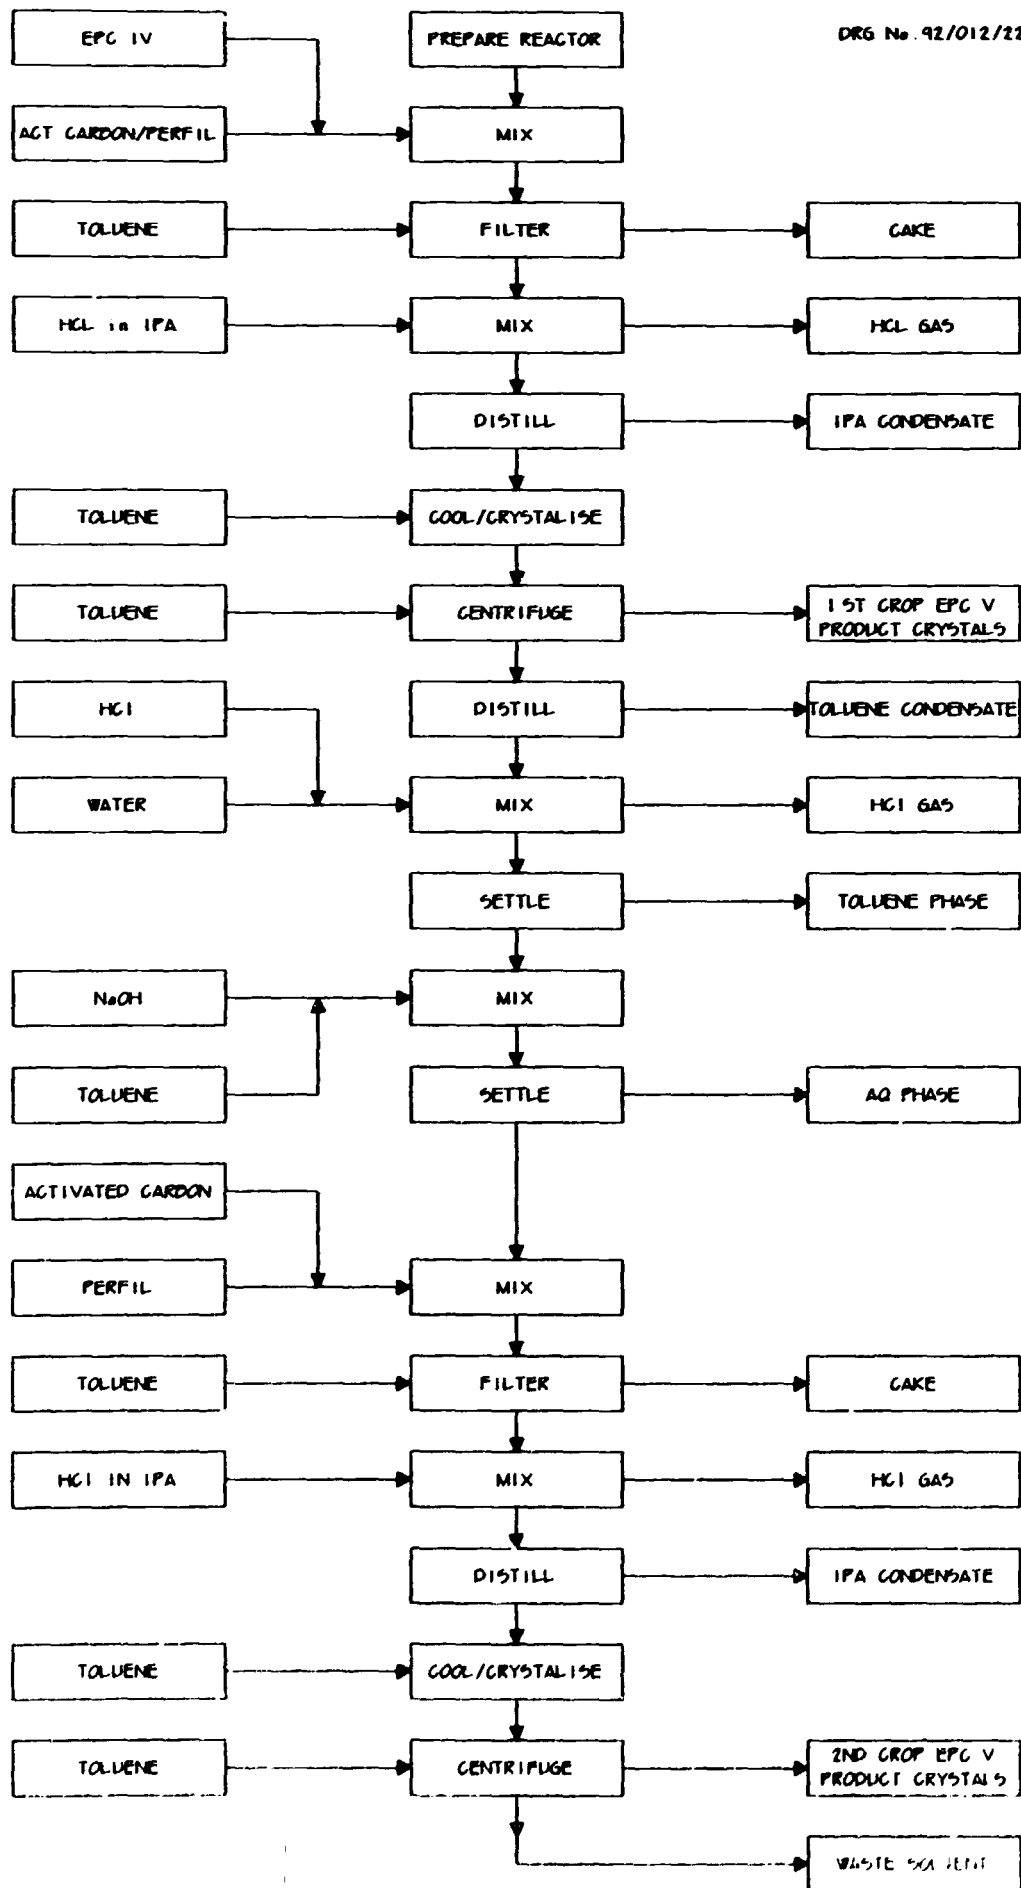 EPC IV
PREPARE REACTOR
DRG No. 92/012/22
ACT CARBON/PERFIL
MIX
TOLUENE
FILTER
CAKE
HCL in IPA
MIX
HCL GAS
DISTILL
IPA CONDENSATE
TOLUENE
COOL/CRYSTALISE
TOLUENE
CENTRIFUGE
1ST CROP EPC V
PRODUCT CRYSTALS
HCl
DISTILL
TOLUENE CONDENSATE
WATER
MIX
HCl GAS
SETTLE
TOLUENE PHASE
NaOH
MIX
TOLUENE
SETTLE
AQ PHASE
ACTIVATED CARBON
PERFIL
MIX
TOLUENE
FILTER
CAKE
HCl IN IPA
MIX
HCl GAS
DISTILL
IPA CONDENSATE
TOLUENE
COOL/CRYSTALISE
TOLUENE
CENTRIFUGE
2ND CROP EPC V
PRODUCT CRYSTALS
WASTE SOLVENT